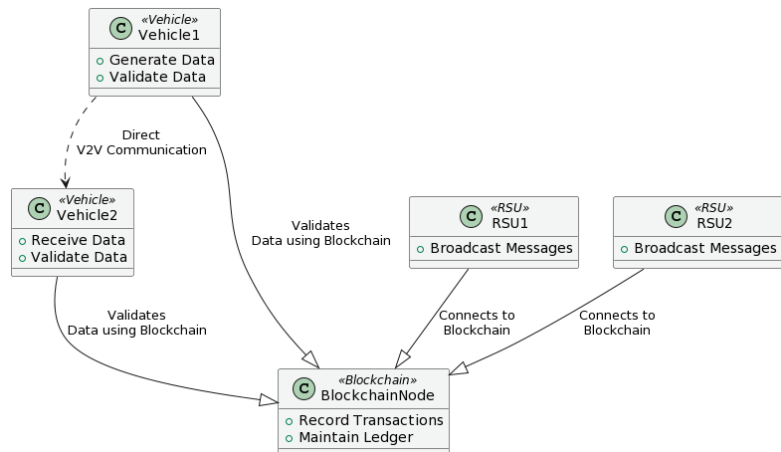 «Vehicle»
C
Vehicle1
Generate Data
Validate Data
Direct
V2V Communication
«Vehicle»
C
Vehicle2
Receive Data
Validate Data
Validates
Data using Blockchain
«RSU»
C
RSU1
Broadcast Messages
«RSU»
C
RSU2
Broadcast Messages
Validates
Data using Blockchain
Connects to
Blockchain
Connects to
Blockchain
«Blockchain»
C
BlockchainNode
Record Transactions
Maintain Ledger